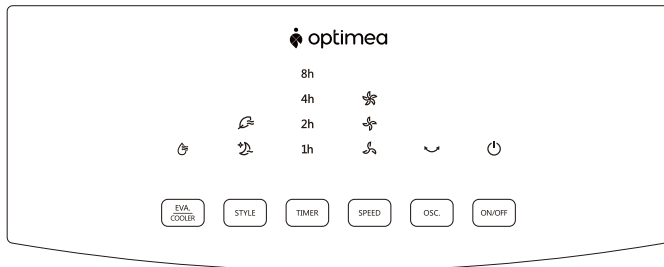 optimea
8h
4h
2h
1h
EVA.
COOLER
STYLE
TIMER
SPEED
OSC.
ON/OFF